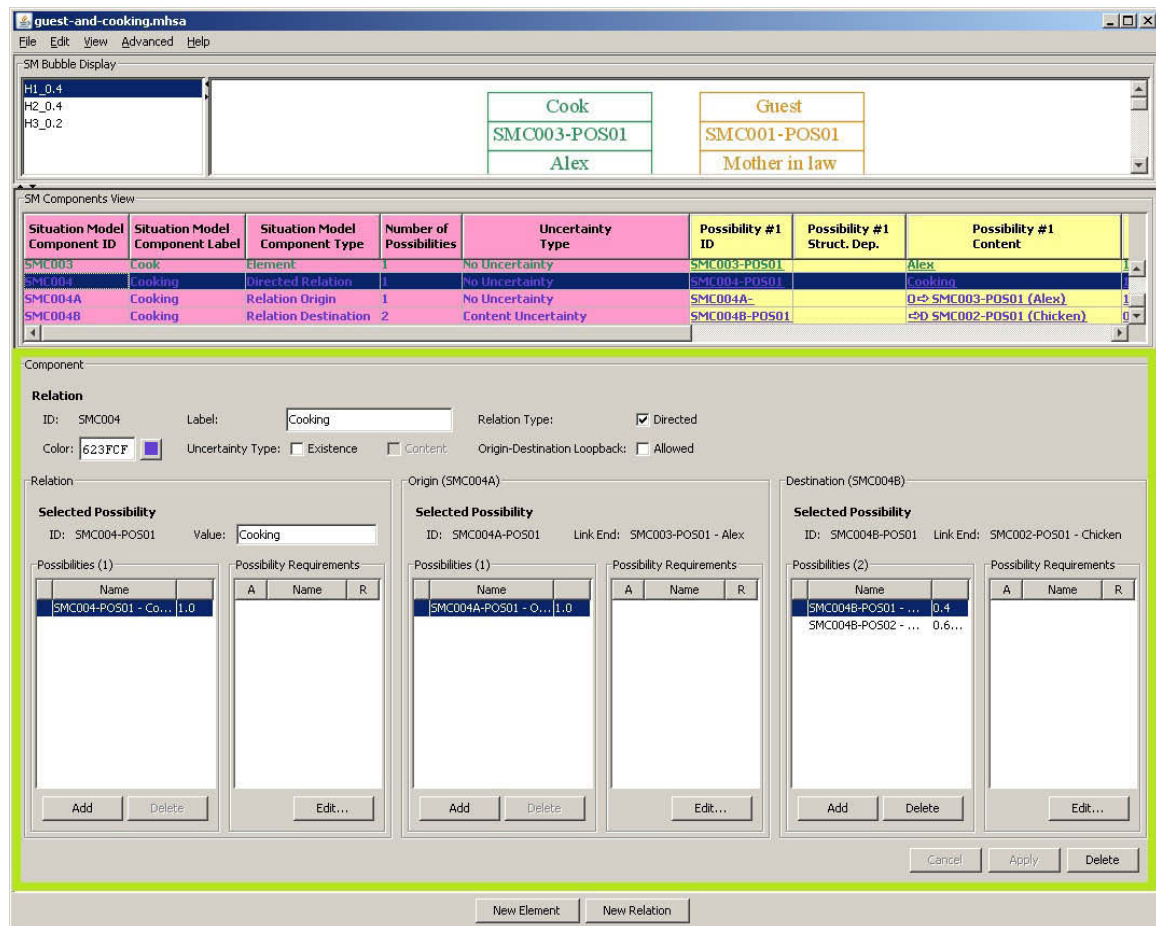 guest-and-cooking.mhsa
File Edit View Advanced Help
SM Bubble Display
H1_0.4
H2_0.4
H3_0.2
Cook Guest
SMC003-POS01 SMC001-POS01
Alex Mother in law
SM Components View
Situation Model Component ID Situation Model Component Label Situation Model Component Type Number of Possibilities Uncertainty Type Possibility #1 ID Possibility #1 Struct. Dep. Possibility #1 Content
SMC003 Cook Element 1 No Uncertainty SMC003-POS01 Alex 1
SMC004 Cooking Directed Relation 1 No Uncertainty SMC004-POS01 Cooking
SMC004A Cooking Relation Origin 1 No Uncertainty SMC004A- O⇨ SMC003-POS01 (Alex) 1
SMC004B Cooking Relation Destination 2 Content Uncertainty SMC004B-POS01 ⇨D SMC002-POS01 (Chicken) 0
Component
Relation
ID: SMC004 Label: Cooking Relation Type: Directed
Color: 623FCF Uncertainty Type: Existence Content Origin-Destination Loopback: Allowed
Relation Origin (SMC004A) Destination (SMC004B)
Selected Possibility Selected Possibility Selected Possibility
ID: SMC004-POS01 Value: Cooking ID: SMC004A-POS01 Link End: SMC003-POS01 - Alex ID: SMC004B-POS01 Link End: SMC002-POS01 - Chicken
Possibilities (1) Possibility Requirements Possibilities (1) Possibility Requirements Possibilities (2) Possibility Requirements
Name A Name R Name A Name R Name A Name R
SMC004-POS01 - Co... 1.0 SMC004A-POS01 - O... 1.0 SMC004B-POS01 - ... 0.4
SMC004B-POS02 - ... 0.6...
Add Delete Edit... Add Delete Edit... Add Delete Edit...
Cancel Apply Delete
New Element New Relation